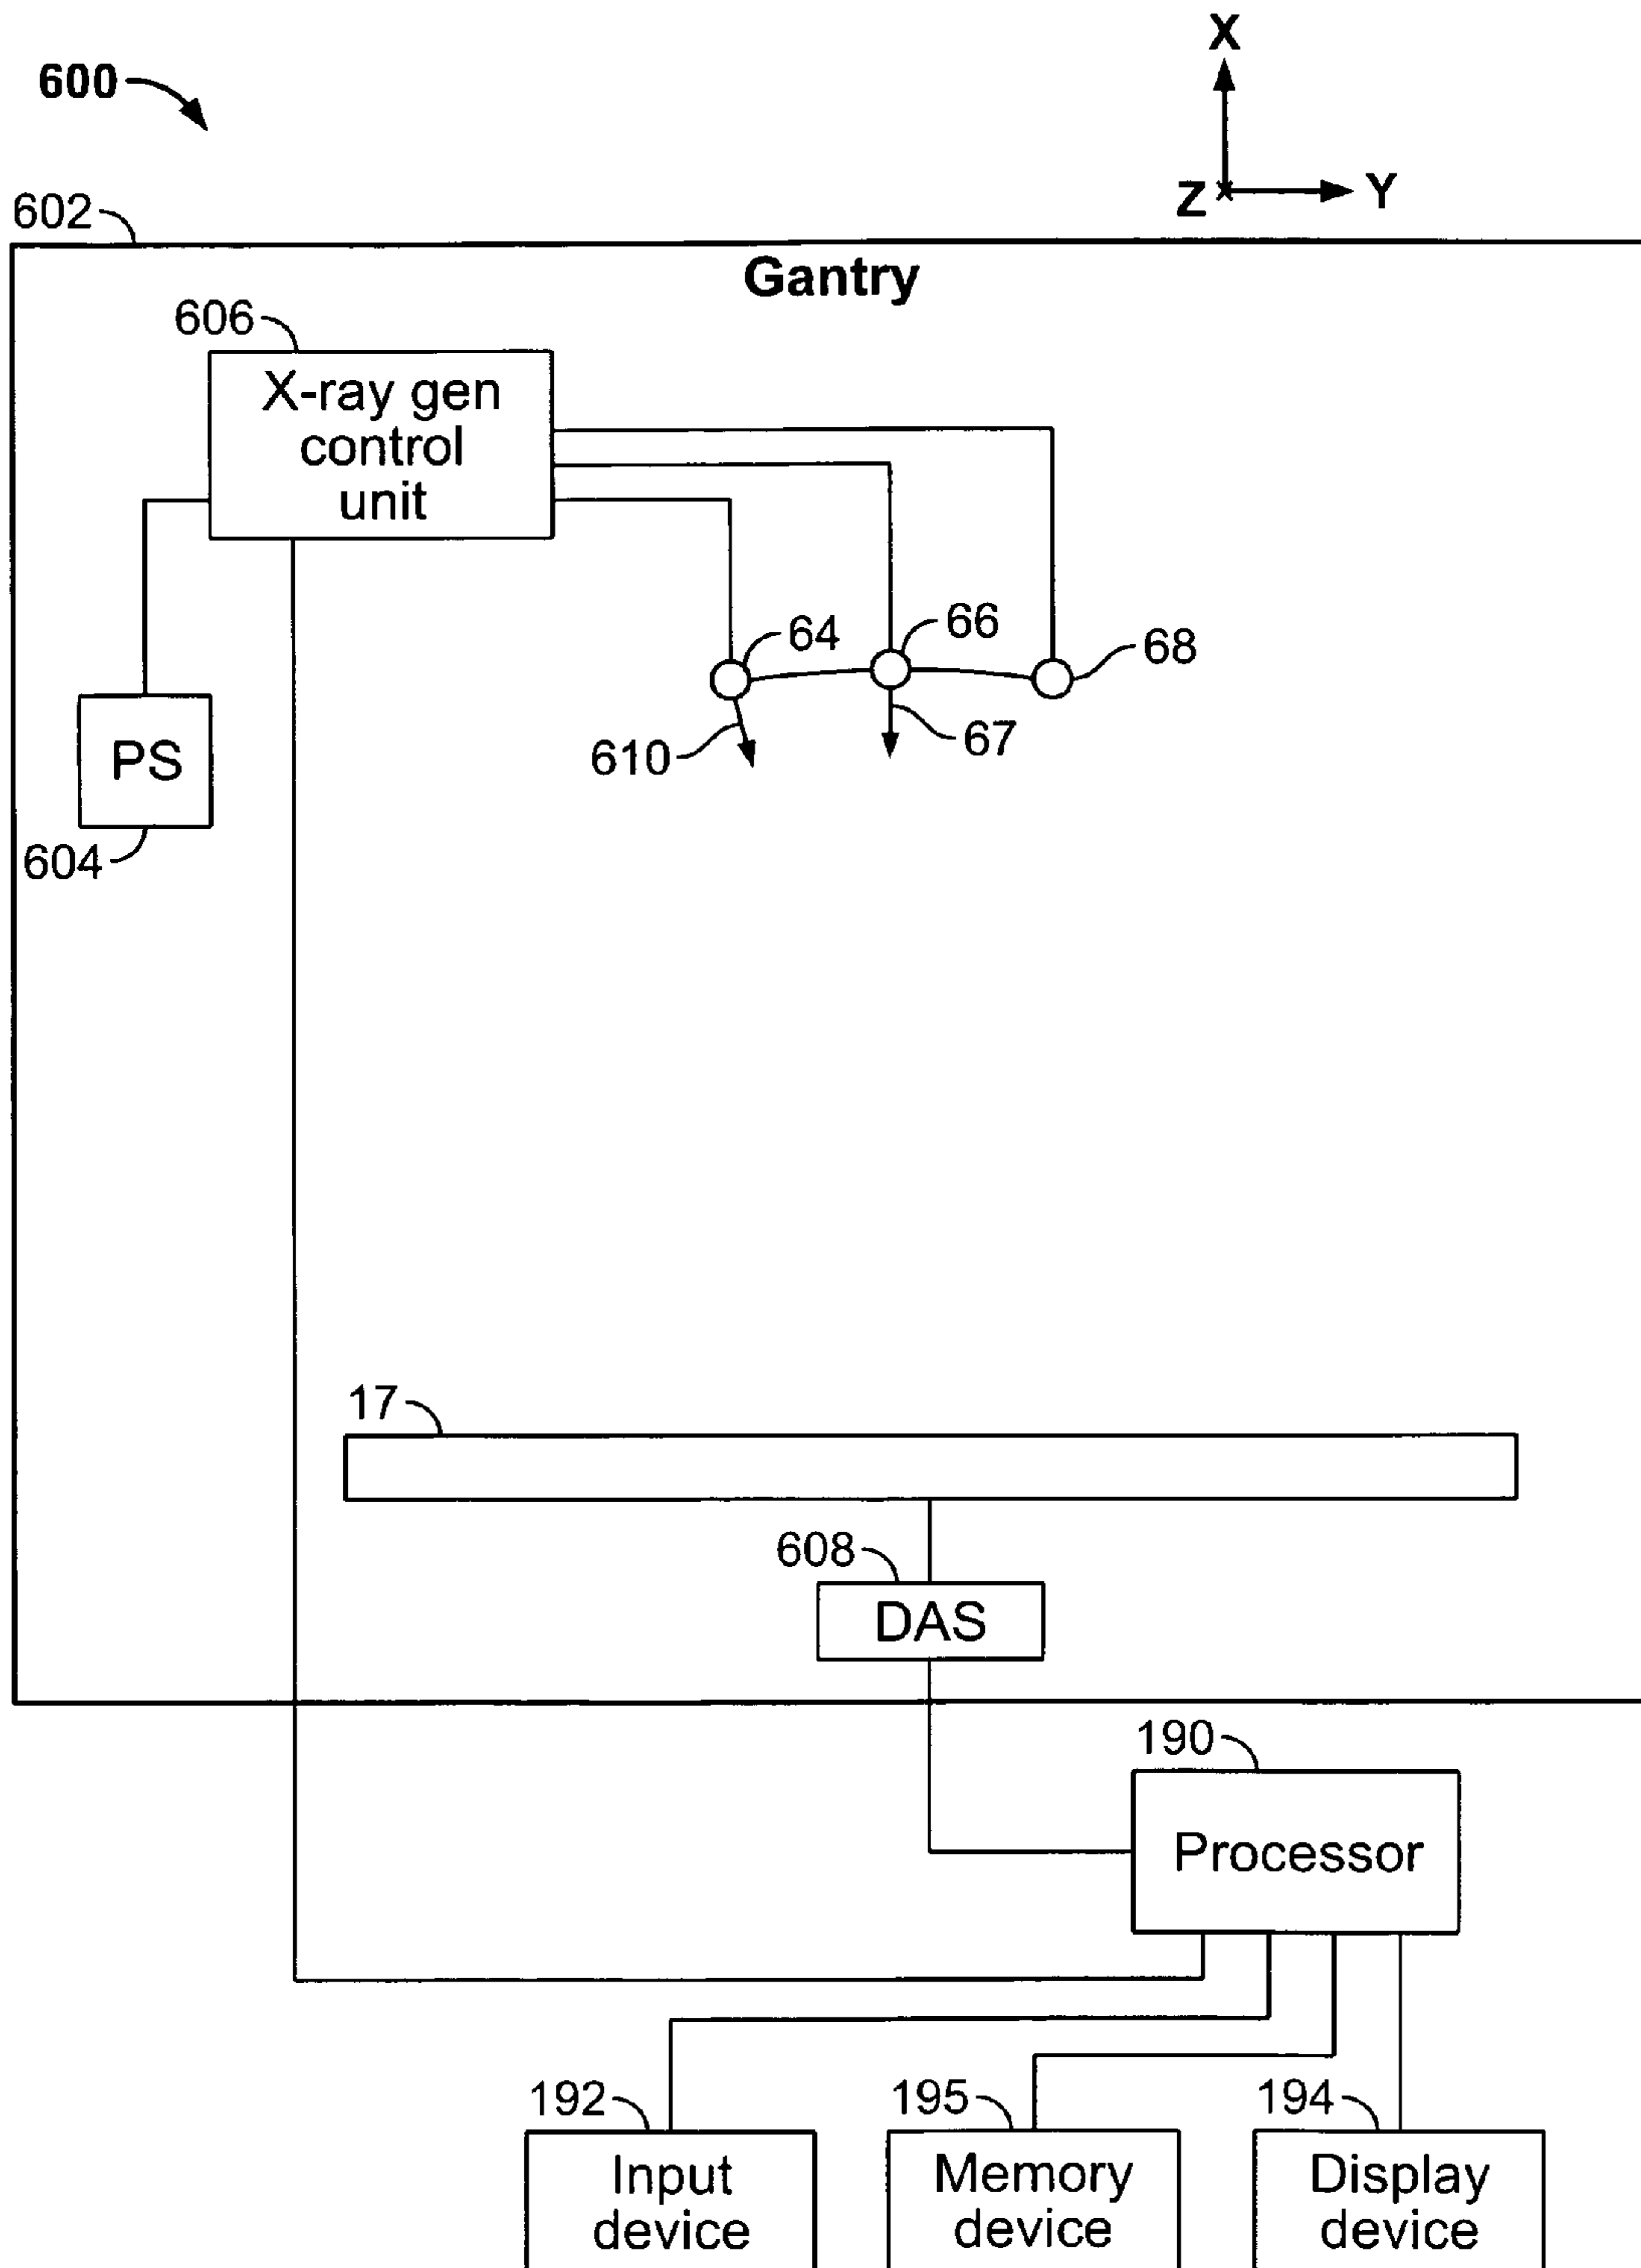 X
600
Z
Y
602
Gantry
606
X-ray gen
control
unit
64
66
68
610
67
PS
604
17
608
DAS
190
Processor
192
195
194
Input
device
Memory
device
Display
device